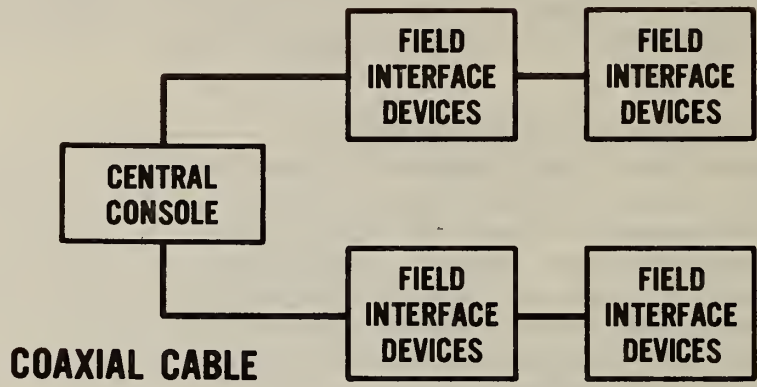 FIELD
INTERFACE
DEVICES
FIELD
INTERFACE
DEVICES
CENTRAL
CONSOLE
FIELD
INTERFACE
DEVICES
FIELD
INTERFACE
DEVICES
COAXIAL CABLE